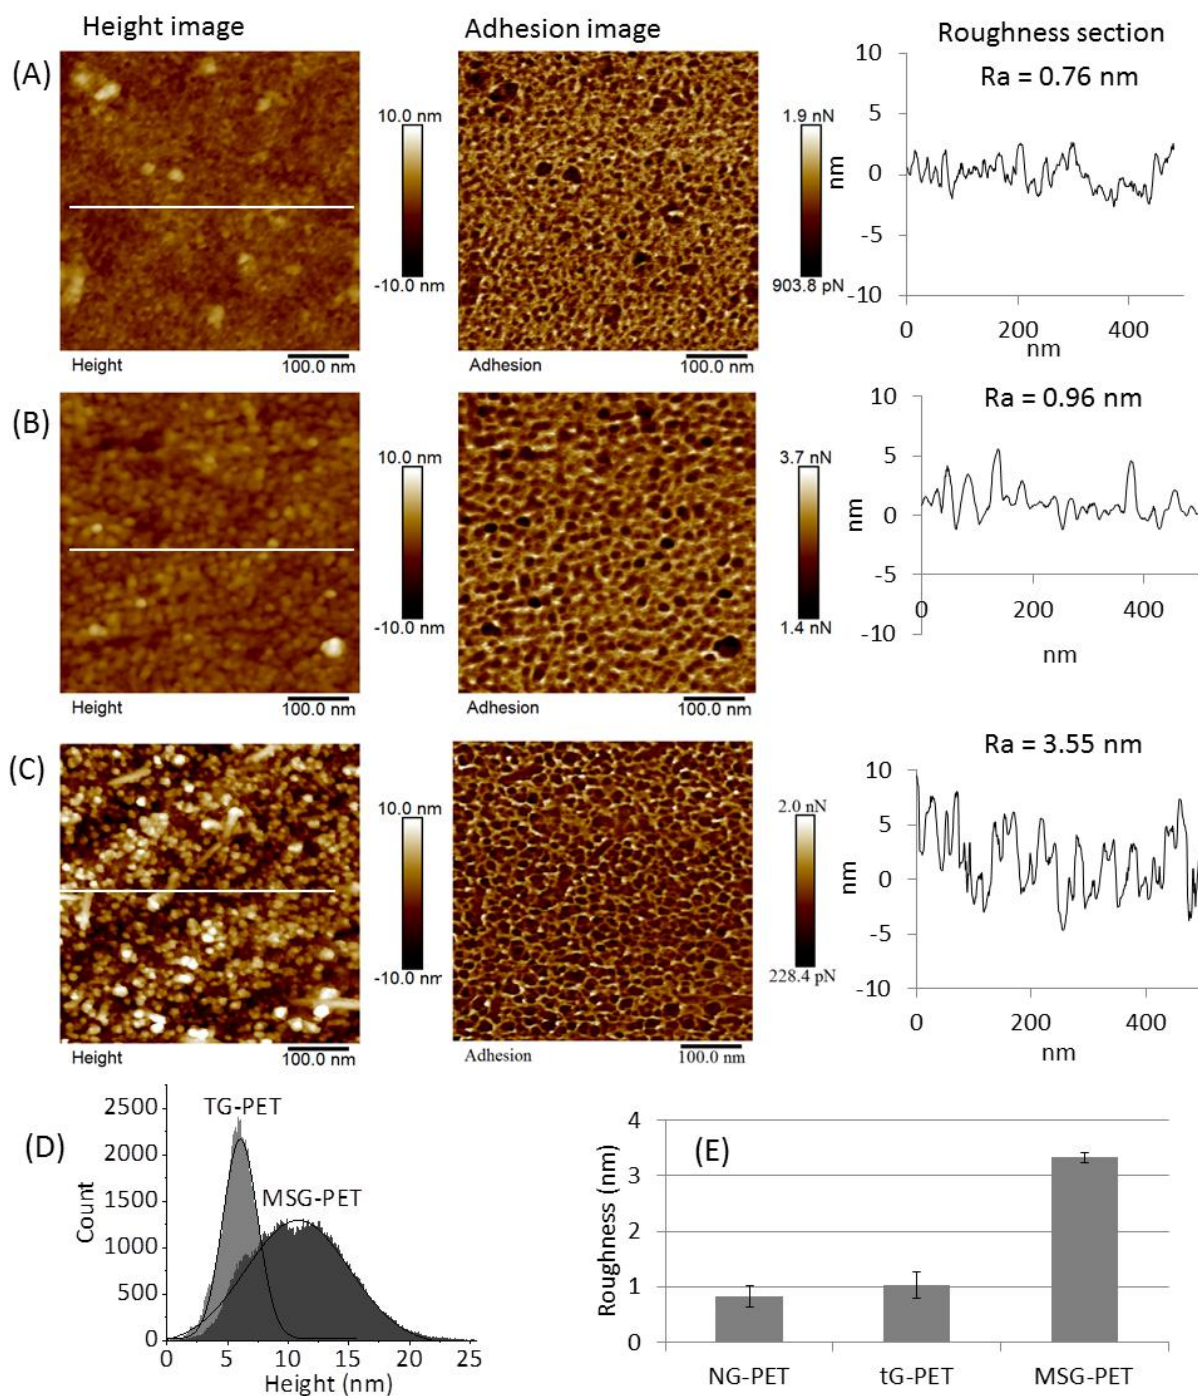 Height image
Adhesion image
Roughness section
(A)
10.0 nm
-10.0 nm
Height
100.0 nm
1.9 nN
903.8 pN
Adhesion
100.0 nm
Ra = 0.76 nm
10
5
0
-5
-10
nm
0 200 400
nm
(B)
10.0 nm
-10.0 nm
Height
100.0 nm
3.7 nN
1.4 nN
Adhesion
100.0 nm
Ra = 0.96 nm
10
5
0
-5
-10
nm
0 200 400
nm
(C)
10.0 nm
-10.0 nm
Height
100.0 nm
2.0 nN
228.4 pN
Adhesion
100.0 nm
Ra = 3.55 nm
10
5
0
-5
-10
nm
0 200 400
nm
(D)
TG-PET
MSG-PET
2500
2000
1500
1000
500
0
Count
0 5 10 15 20 25
Height (nm)
(E)
4
3
2
1
0
Roughness (nm)
NG-PET tG-PET MSG-PET